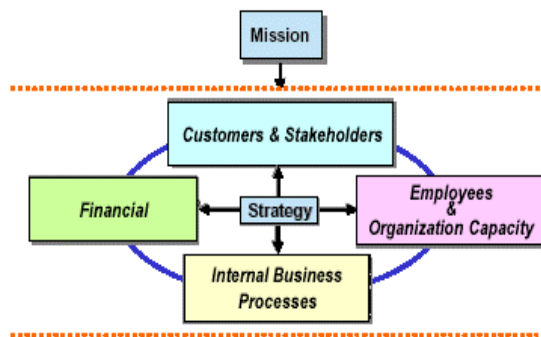 Mission
Customers & Stakeholders
Financial
Strategy
Employees
&
Organization Capacity
Internal Business
Processes